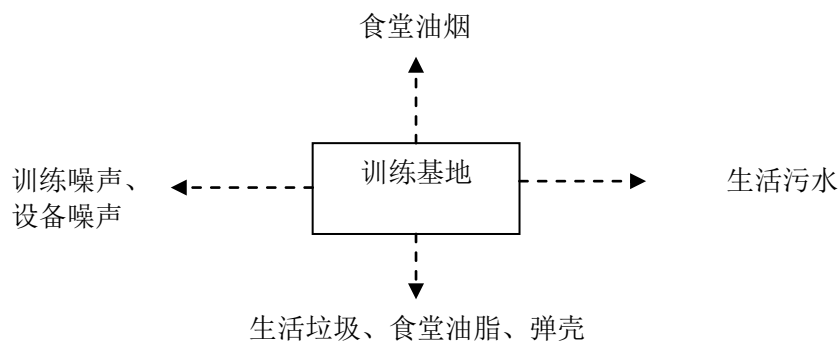 食堂油烟
训练基地
训练噪声、
设备噪声
生活污水
生活垃圾、食堂油脂、弹壳